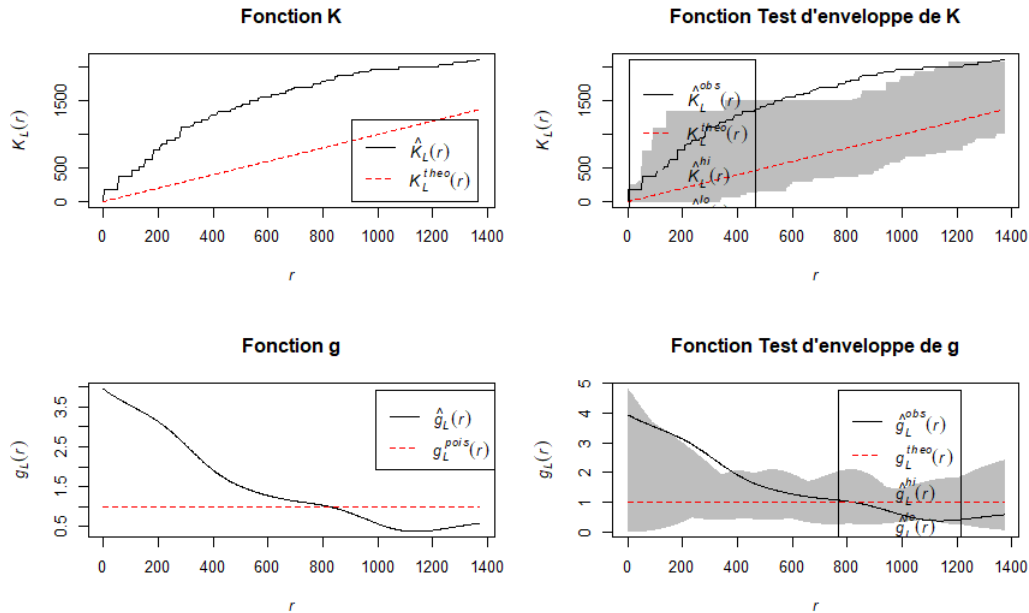 Fonction K
K_L(r)
0 500 1500
K̂_L(r)
K_L^theo(r)
0 200 400 600 800 1000 1200 1400
r
Fonction Test d'enveloppe de K
K_L(r)
0 500 1500
K̂_L^obs(r)
K_L^theo(r)
K̂_L^hi(r)
0 200 400 600 800 1000 1200 1400
r
Fonction g
g_L(r)
0.5 1.5 2.5 3.5
ĝ_L(r)
g_L^pois(r)
0 200 400 600 800 1000 1200 1400
r
Fonction Test d'enveloppe de g
g_L(r)
0 1 2 3 4 5
ĝ_L^obs(r)
g_L^theo(r)
ĝ_L^hi(r)
ĝ_L^lo(r)
0 200 400 600 800 1000 1200 1400
r